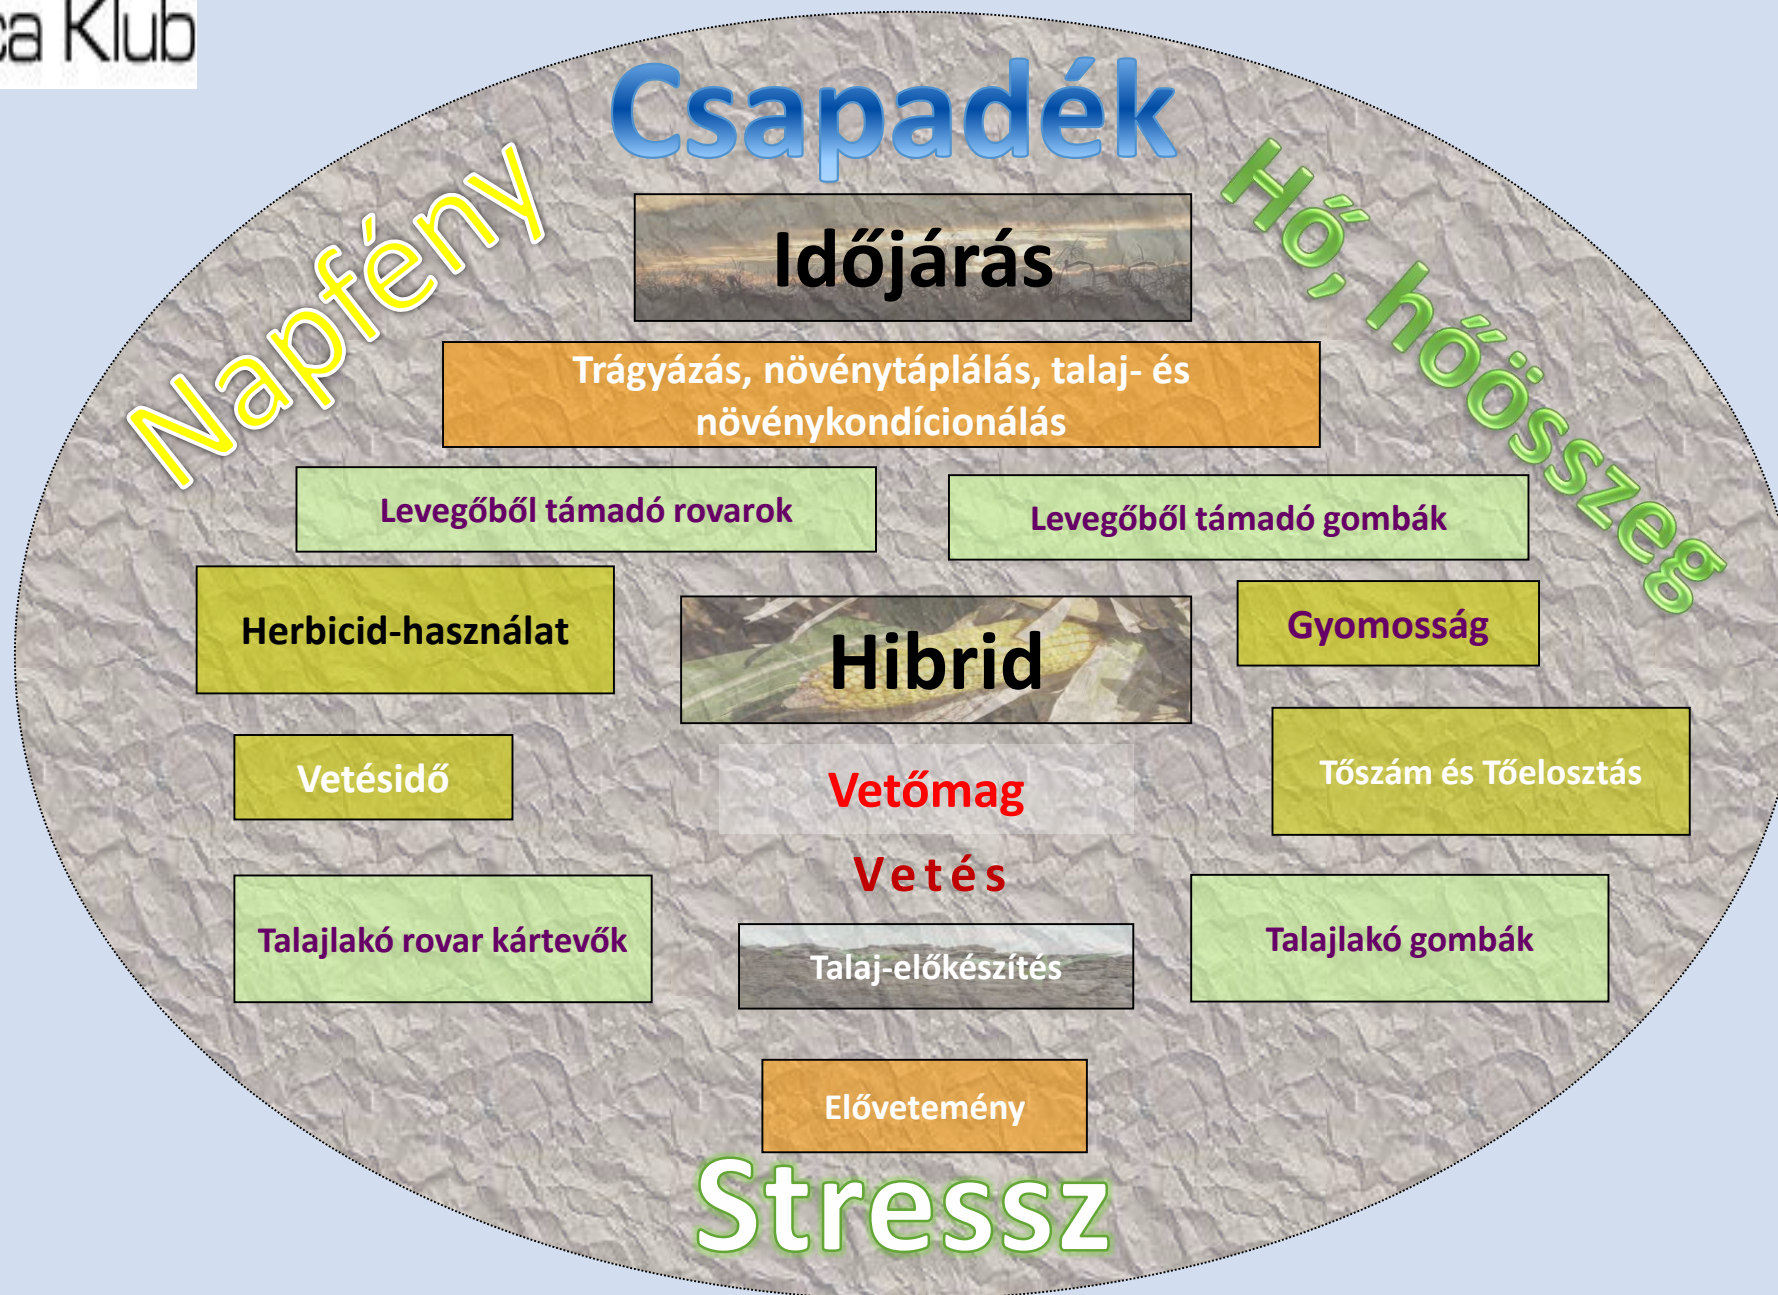 Klub
Csapadék
Napfény
Hő, hőösszeg
Időjárás
Trágyázás, növénytáplálás, talaj- és
növénykondícionálás
Levegőből támadó rovarok
Levegőből támadó gombák
Herbicid-használat
Hibrid
Gyomosság
Vetésidő
Vetőmag
Tőszám és Tőelosztás
Vetés
Talajlakó rovar kártevők
Talaj-előkészítés
Talajlakó gombák
Elővetemény
Stressz